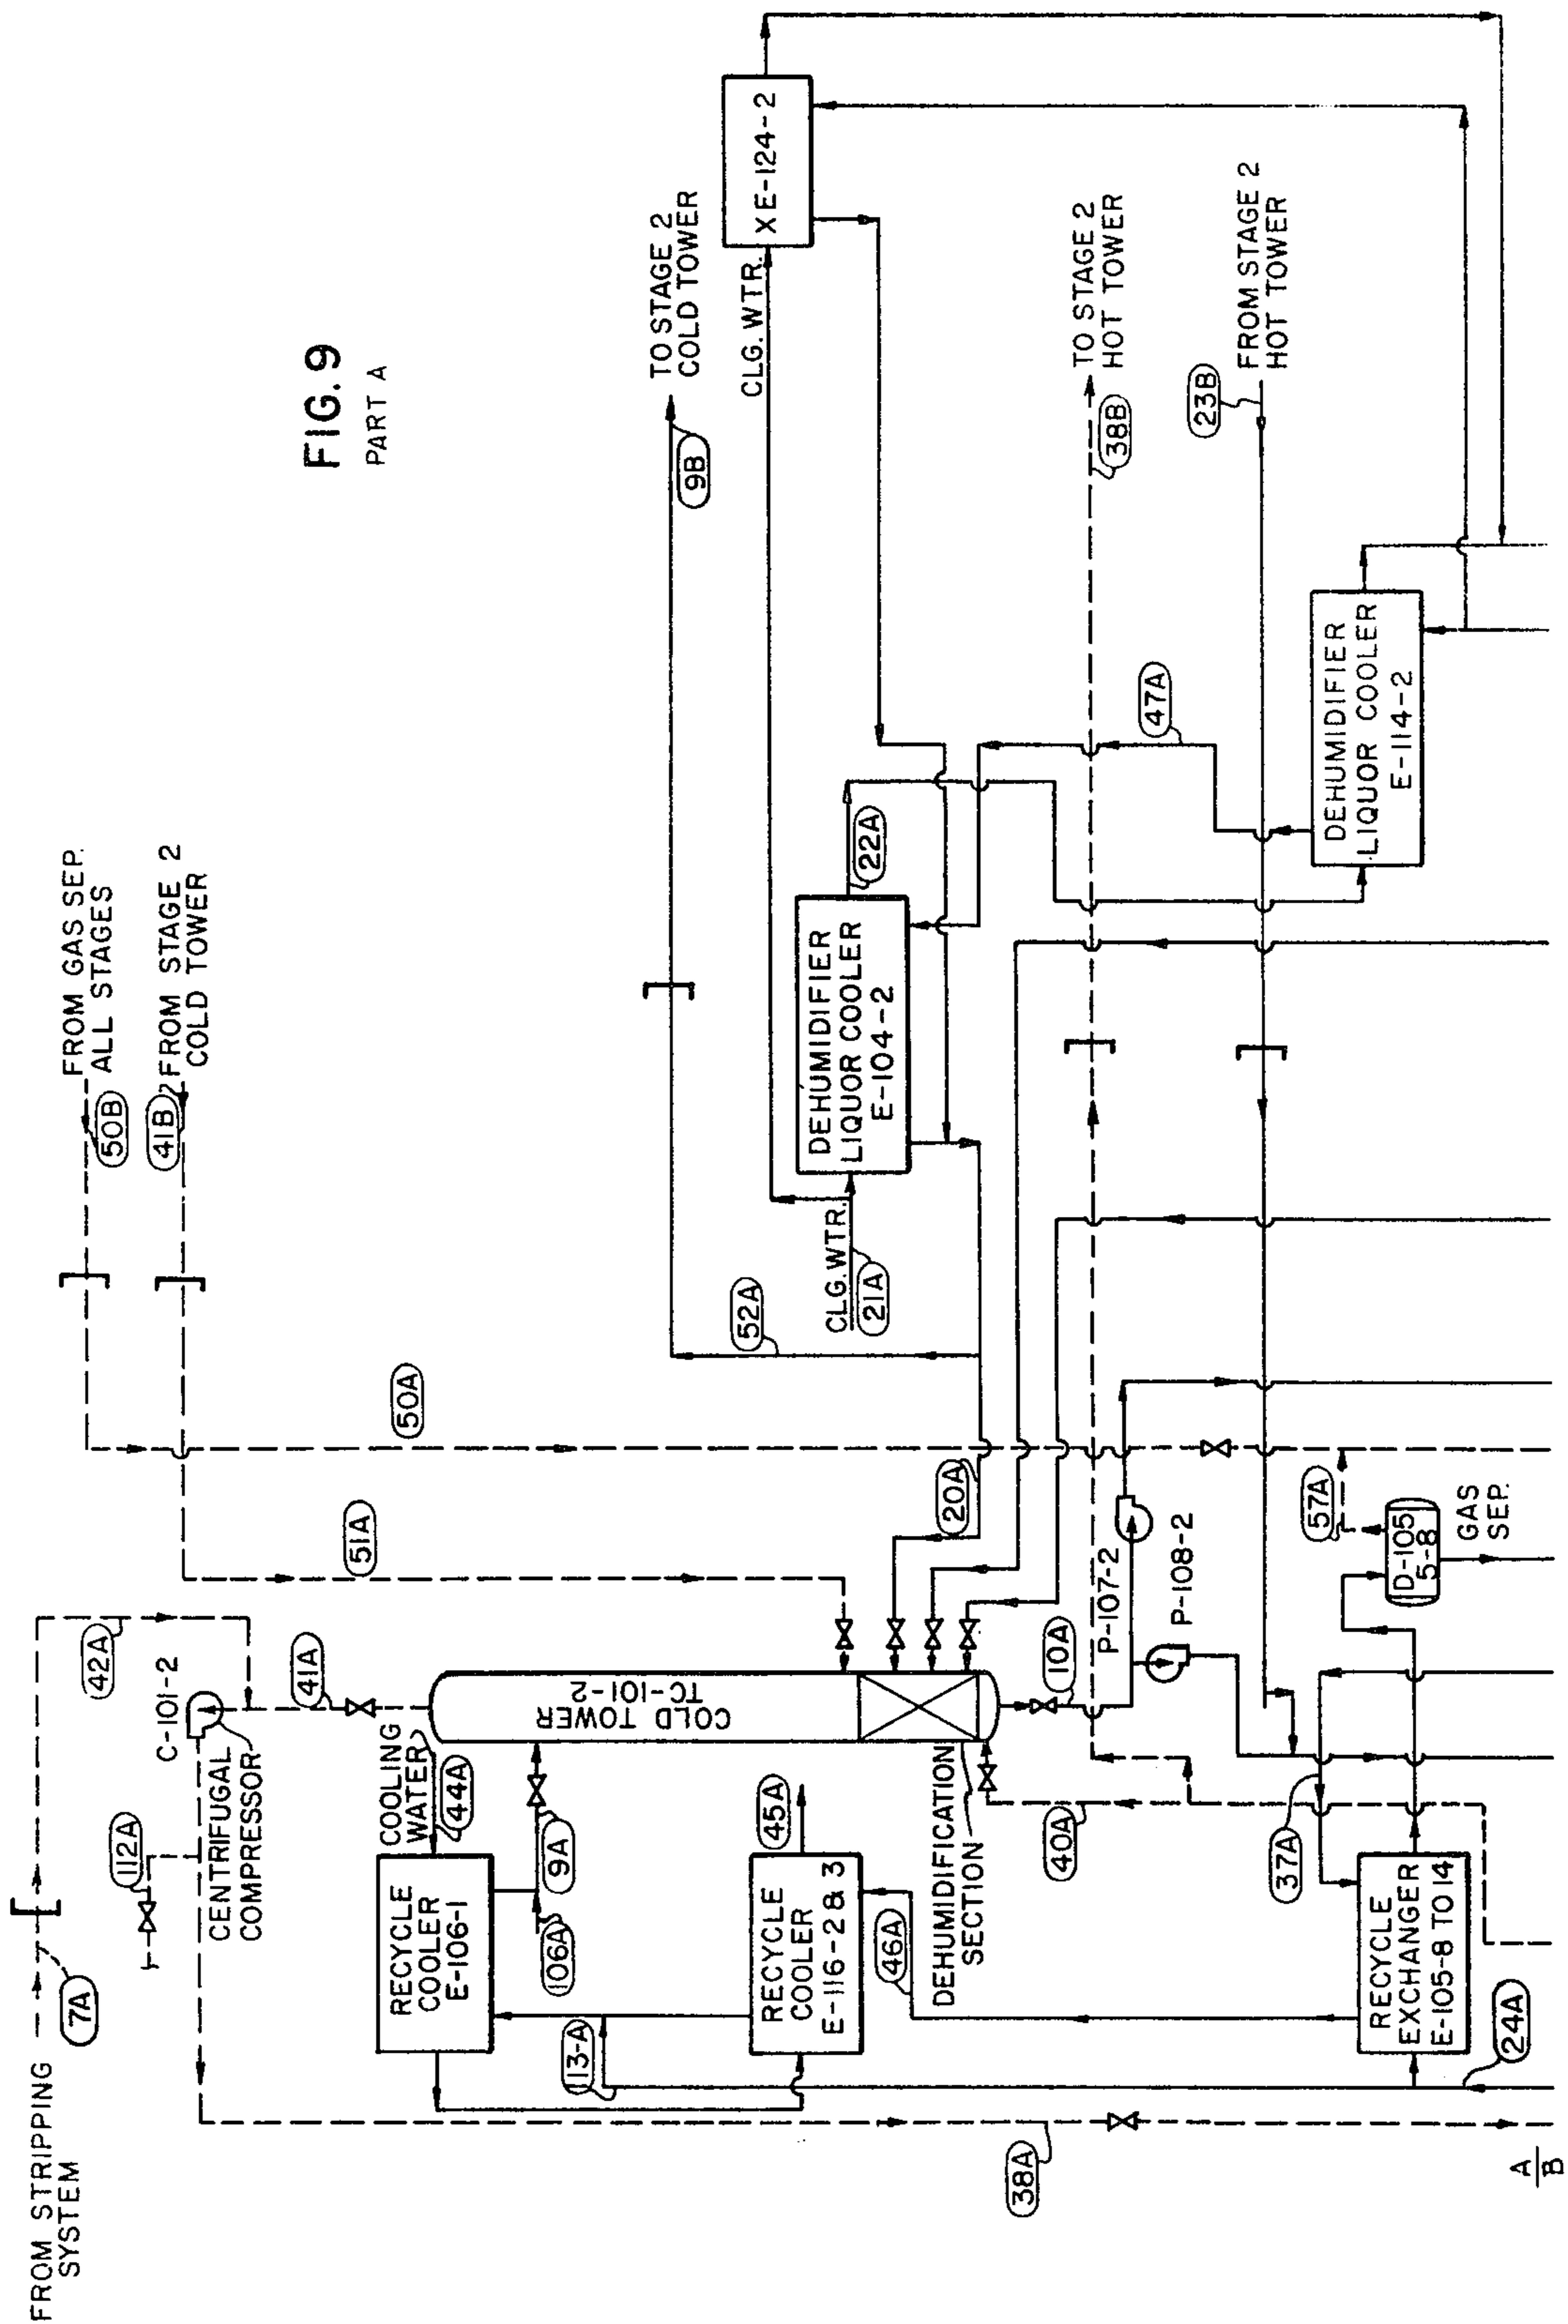 FIG. 9
PART A
FROM STRIPPING
SYSTEM
7A
42A
C-101-2
112A
CENTRIFUGAL
COMPRESSOR
41A
51A
50A
FROM GAS SEP.
ALL STAGES
50B
41B
FROM STAGE 2
COLD TOWER
COLD TOWER
TC-101-2
COOLING
WATER
44A
RECYCLE
COOLER
E-106-1
9A
106A
113-A
RECYCLE
COOLER
E-116-2 & 3
45A
46A
DEHUMIDIFICATION
SECTION
38A
40A
10A
P-107-2
P-108-2
20A
52A
CLG. WTR.
21A
DEHUMIDIFIER
LIQUOR COOLER
E-104-2
22A
9B
TO STAGE 2
COLD TOWER
CLG. WTR.
XE-124-2
38B
TO STAGE 2
HOT TOWER
23B
FROM STAGE 2
HOT TOWER
47A
DEHUMIDIFIER
LIQUOR COOLER
E-114-2
57A
D-105
5-8
GAS
SEP.
37A
RECYCLE
EXCHANGER
E-105-8 TO 14
24A
A
B